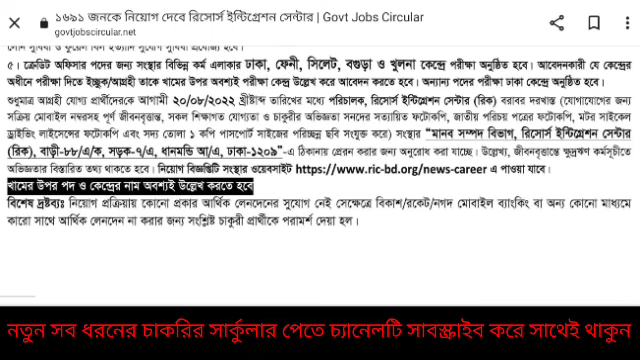 ১৬৯১ জনকে নিয়োগ দেবে রিসোর্স ইন্টিগ্রেশন সেন্টার | Govt Jobs Circular
govtjobscircular.net
৫। ক্রেডিট অফিসার পদের জন্য সংস্থার বিভিন্ন কর্ম এলাকার ঢাকা, ফেনী, সিলেট, বগুড়া ও খুলনা কেন্দ্রে পরীক্ষা অনুষ্ঠিত হবে। আবেদনকারী যে কেন্দ্রের
অধীনে পরীক্ষা দিতে ইচ্ছুক/আগ্রহী তাকে খামের উপর অবশ্যই পরীক্ষা কেন্দ্র উল্লেখ করে আবেদন করতে হবে। অন্যান্য পদের পরীক্ষা ঢাকা কেন্দ্রে অনুষ্ঠিত হবে।
শুধুমাত্র আগ্রহী যোগ্য প্রার্থীদেরকে আগামী ২০/০৮/২০২২ খ্রীষ্টাব্দ তারিখের মধ্যে পরিচালক, রিসোর্স ইন্টিগ্রেশন সেন্টার (রিক) বরাবর দরখাস্ত (যোগাযোগের জন্য
সক্রিয় মোবাইল নম্বরসহ পূর্ণ জীবনবৃত্তান্ত, সকল শিক্ষাগত যোগ্যতা ও চাকুরীর অভিজ্ঞতা সনদের সত্যায়িত ফটোকপি, জাতীয় পরিচয় পত্রের ফটোকপি, মটর সাইকেল
ড্রাইভিং লাইসেন্সের ফটোকপি এবং সদ্য তোলা ১ কপি পাসপোর্ট সাইজের পরিচ্ছন্ন ছবি সংযুক্ত করে) সংস্থার “মানব সম্পদ বিভাগ, রিসোর্স ইন্টিগ্রেশন সেন্টার
(রিক), বাড়ী-৮৮/এ/ক, সড়ক-৭/এ, ধানমন্ডি আ/এ, ঢাকা-১২০৯”-এ ঠিকানায় প্রেরন করার জন্য অনুরোধ করা যাচ্ছে। উল্লেখ্য, জীবনবৃত্তান্তে ক্ষুদ্রঋণ কর্মসূচীতে
অভিজ্ঞতার বিস্তারিত তথ্য থাকতে হবে। নিয়োগ বিজ্ঞপ্তিটি সংস্থার ওয়েবসাইট https://www.ric-bd.org/news-career এ পাওয়া যাবে।
খামের উপর পদ ও কেন্দ্রের নাম অবশ্যই উল্লেখ করতে হবে
বিশেষ দ্রষ্টব্যঃ নিয়োগ প্রক্রিয়ায় কোনো প্রকার আর্থিক লেনদেনের সুযোগ নেই সেক্ষেত্রে বিকাশ/রকেট/নগদ মোবাইল ব্যাংকিং বা অন্য কোনো মাধ্যমে
কারো সাথে আর্থিক লেনদেন না করার জন্য সংশ্লিষ্ট চাকুরী প্রার্থীকে পরামর্শ দেয়া হল।
নতুন সব ধরনের চাকরির সার্কুলার পেতে চ্যানেলটি সাবস্ক্রাইব করে সাথেই থাকুন